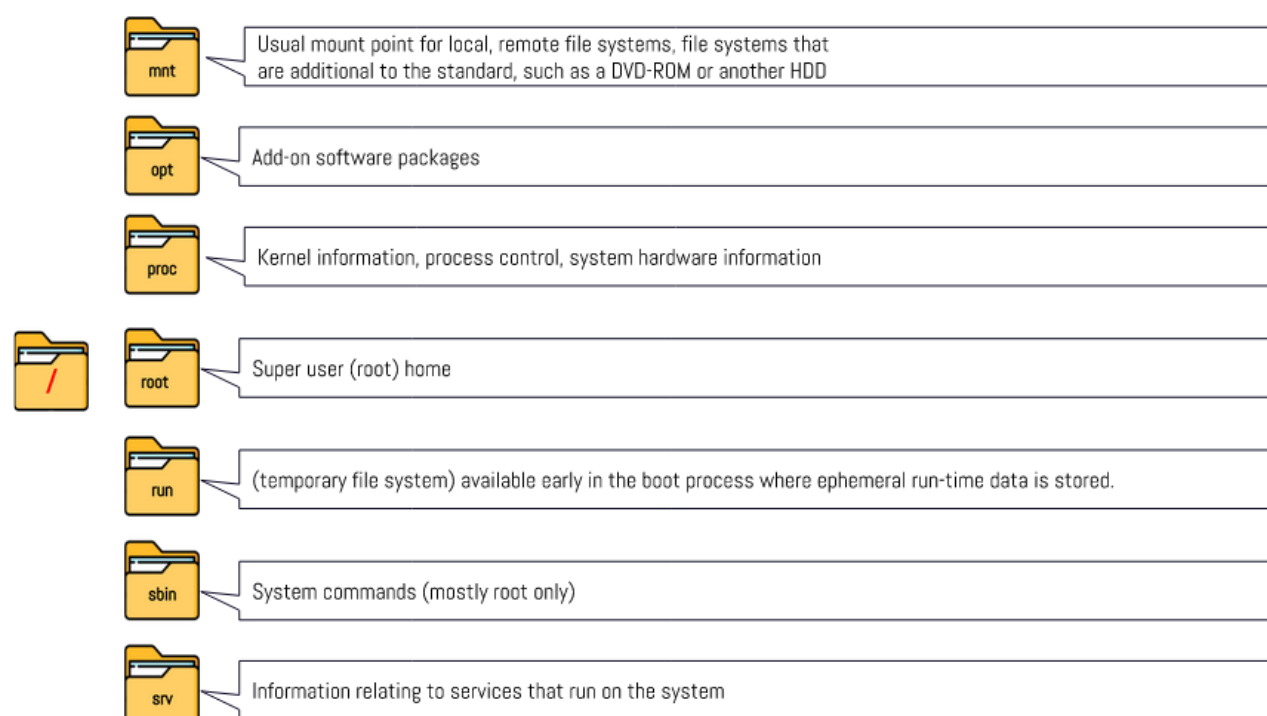 mnt
Usual mount point for local, remote file systems, file systems that
are additional to the standard, such as a DVD-ROM or another HDD
opt
Add-on software packages
proc
Kernel information, process control, system hardware information
/
root
Super user (root) home
run
(temporary file system) available early in the boot process where ephemeral run-time data is stored.
sbin
System commands (mostly root only)
srv
Information relating to services that run on the system